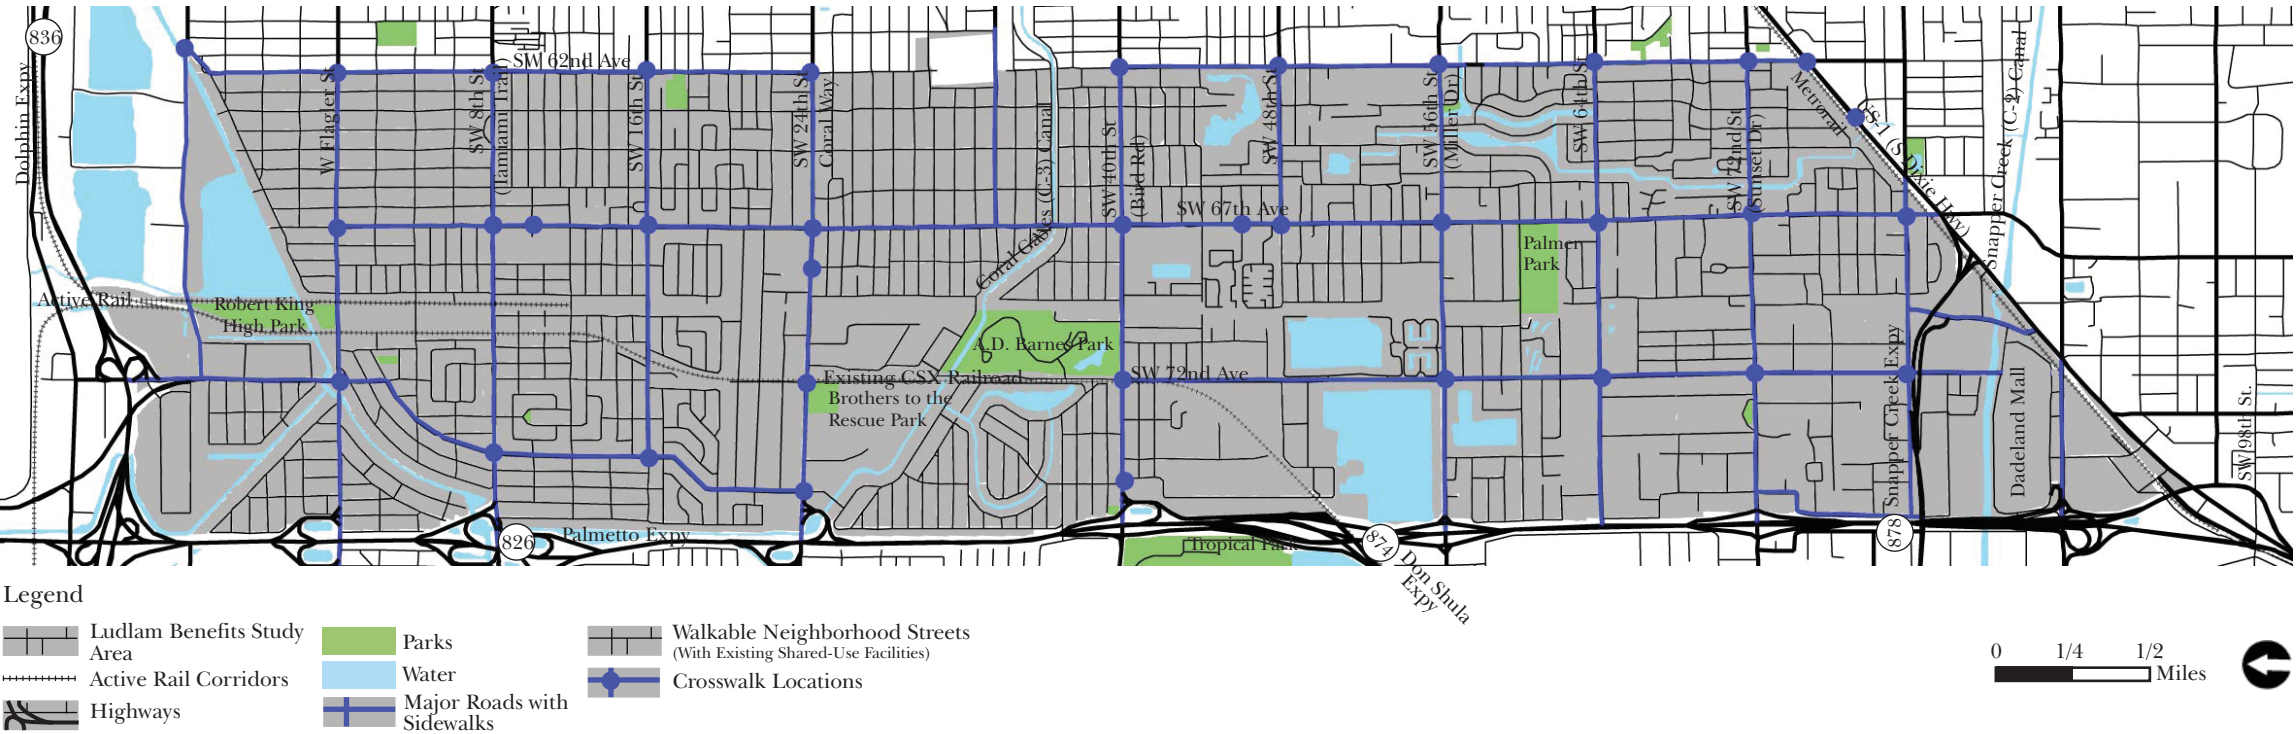 836
Dolphin Expy
SW 62nd Ave
W Flagler St
SW 8th St
(Tamiami Trail)
SW 16th St
SW 24th St
Coral Way
Coral Gables (C-3) Canal
SW 40th St
(Bird Rd)
SW 48th St
SW 56th St
(Miller Dr)
SW 64th St
SW 72nd St
(Sunset Dr)
Metrorail
US-1 (S Dixie Hwy)
Snapper Creek (C-2) Canal
SW 67th Ave
Palmer
Park
Active Rail
Robert King
High Park
A.D. Barnes Park
Existing CSX Railroad
SW 72nd Ave
Brothers to the
Rescue Park
Snapper Creek Expy
Dadeland Mall
SW 98th St.
826
Palmetto Expy
Tropical Park
874
Don Shula
Expy
878
Legend
Ludlam Benefits Study
Area
Active Rail Corridors
Highways
Parks
Water
Major Roads with
Sidewalks
Walkable Neighborhood Streets
(With Existing Shared-Use Facilities)
Crosswalk Locations
0 1/4 1/2
Miles